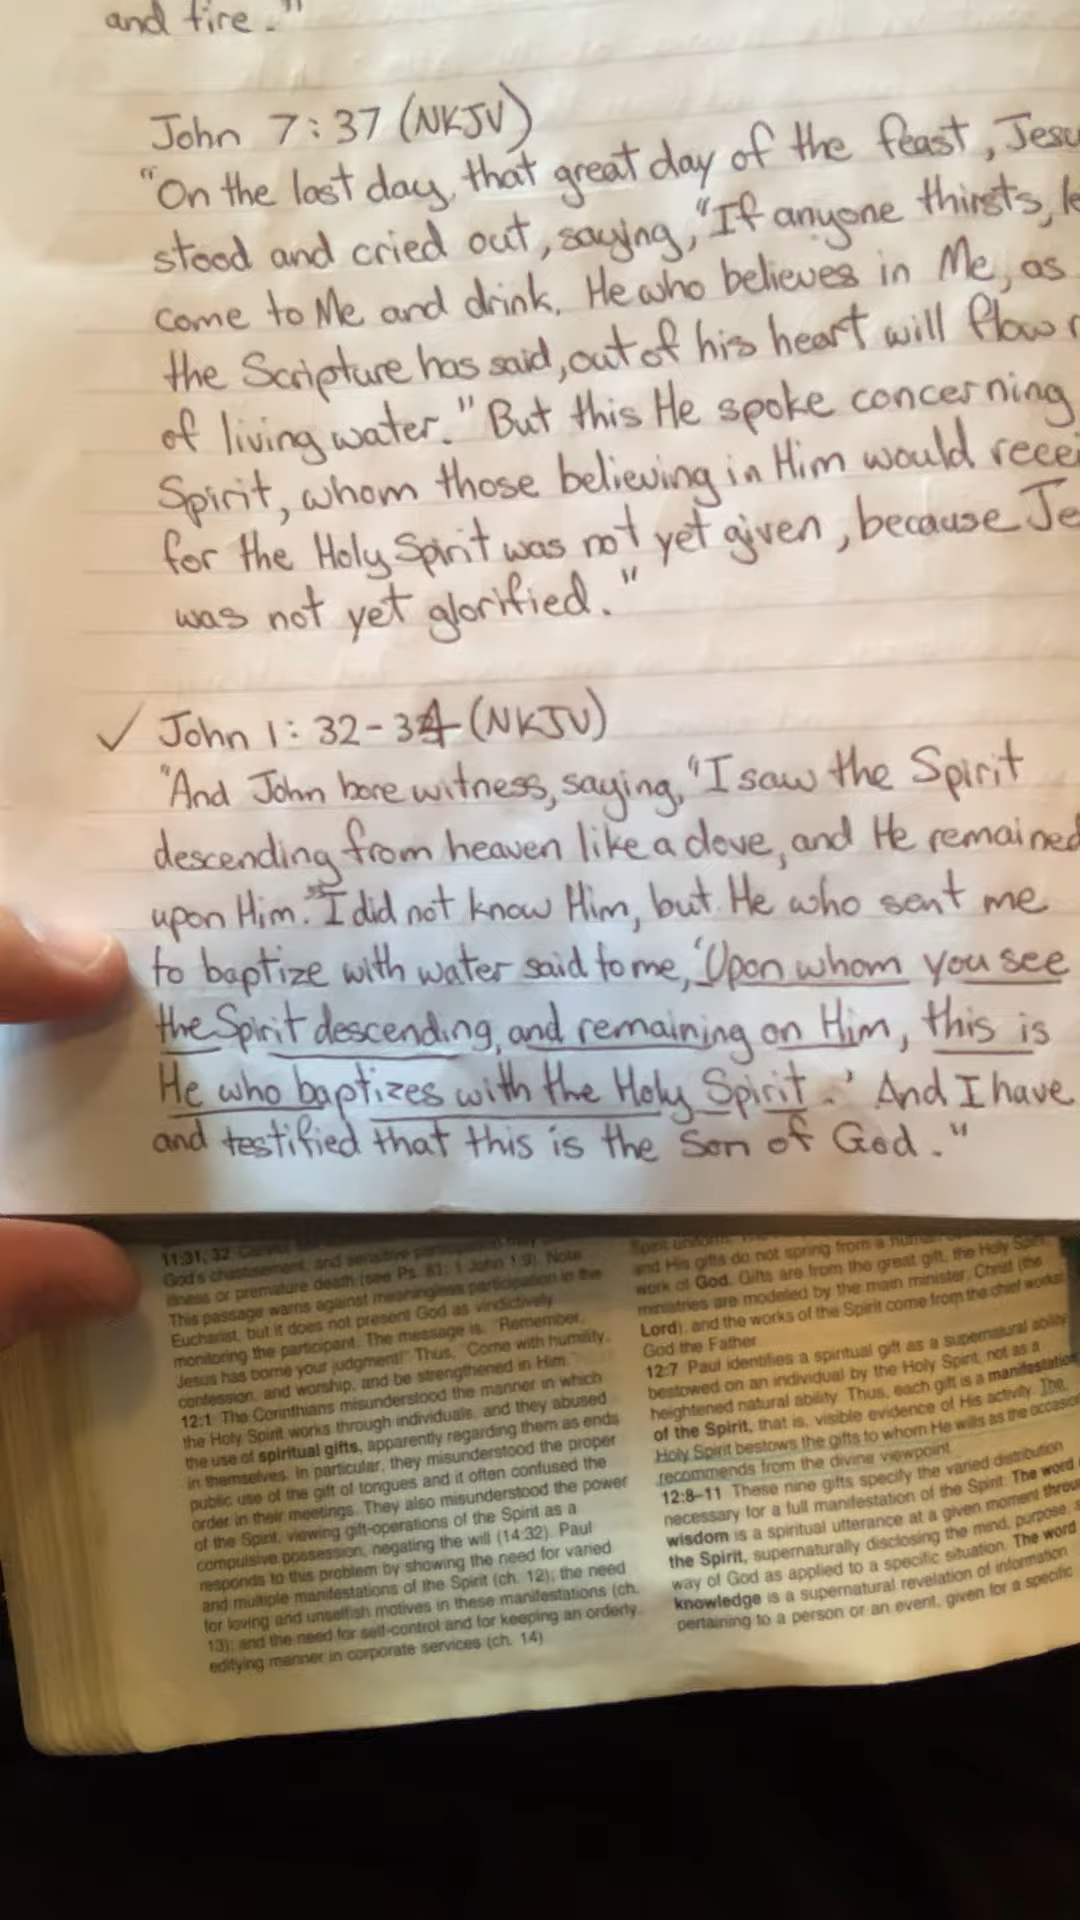 and fire."
John 7:37 (NKJV)
"On the last day, that great day of the feast, Jesu
stood and cried out, saying, "If anyone thirsts, le
come to Me and drink. He who believes in Me, as
the Scripture has said, out of his heart will flow r
of living water." But this He spoke concerning
Spirit, whom those believing in Him would recei
for the Holy Spirit was not yet given, because Je
was not yet glorified."
✓ John 1:32-34 (NKJV)
"And John bore witness, saying, "I saw the Spirit
descending from heaven like a dove, and He remained
upon Him. I did not know Him, but He who sent me
to baptize with water said to me, 'Upon whom you see
the Spirit descending, and remaining on Him, this is
He who baptizes with the Holy Spirit.' And I have
and testified that this is the Son of God."
11:31, 32
God's chastisement, and sensitive
illness or premature death (see Ps. 83; 1 John 1:9). Note
This passage warns against meaningless participation in the
Eucharist, but it does not present God as vindictively
monitoring the participant. The message is, "Remember,
Jesus has borne your judgment!" Thus, "Come with humility,
confession, and worship, and be strengthened in Him."
12:1 The Corinthians misunderstood the manner in which
the Holy Spirit works through individuals, and they abused
the use of spiritual gifts, apparently regarding them as ends
in themselves. In particular, they misunderstood the proper
public use of the gift of tongues and it often confused the
order in their meetings. They also misunderstood the power
of the Spirit, viewing gift-operations of the Spirit as a
compulsive possession, negating the will (14:32). Paul
responds to this problem by showing the need for varied
and multiple manifestations of the Spirit (ch. 12); the need
for loving and unselfish motives in these manifestations (ch.
13); and the need for self-control and for keeping an orderly,
edifying manner in corporate services (ch. 14)
and His gifts do not spring from a human
work of God. Gifts are from the great gift, the Holy Spirit
ministries are modeled by the main minister, Christ (the
Lord); and the works of the Spirit come from the chief worker,
God the Father.
12:7 Paul identifies a spiritual gift as a supernatural ability
bestowed on an individual by the Holy Spirit, not as a
heightened natural ability. Thus, each gift is a manifestatio
of the Spirit, that is, visible evidence of His activity. The
Holy Spirit bestows the gifts to whom He wills as the occasio
recommends from the divine viewpoint.
12:8–11 These nine gifts specify the varied distribution
necessary for a full manifestation of the Spirit. The word
wisdom is a spiritual utterance at a given moment throu
the Spirit, supernaturally disclosing the mind, purpose,
way of God as applied to a specific situation. The word
knowledge is a supernatural revelation of information
pertaining to a person or an event, given for a specific